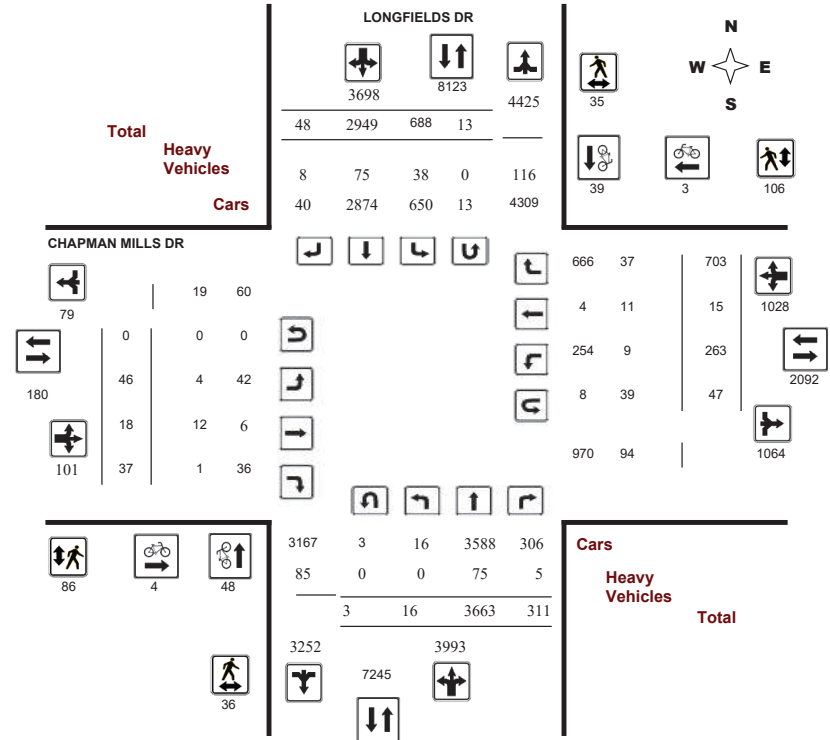 LONGFIELDS DR
N
W E
S
3698 8123 4425
35
48 2949 688 13
Total
Heavy
Vehicles
Cars
8 75 38 0 116
40 2874 650 13 4309
39 3 106
CHAPMAN MILLS DR
79
19 60
0 0 0
180
46 4 42
18 12 6
101
37 1 36
666 37 703
1028
4 11 15
254 9 263
2092
8 39 47
1064
970 94
3167 3 16 3588 306
85 0 0 75 5
3 16 3663 311
3252 3993
7245
86 4 48
36
Cars
Heavy
Vehicles
Total